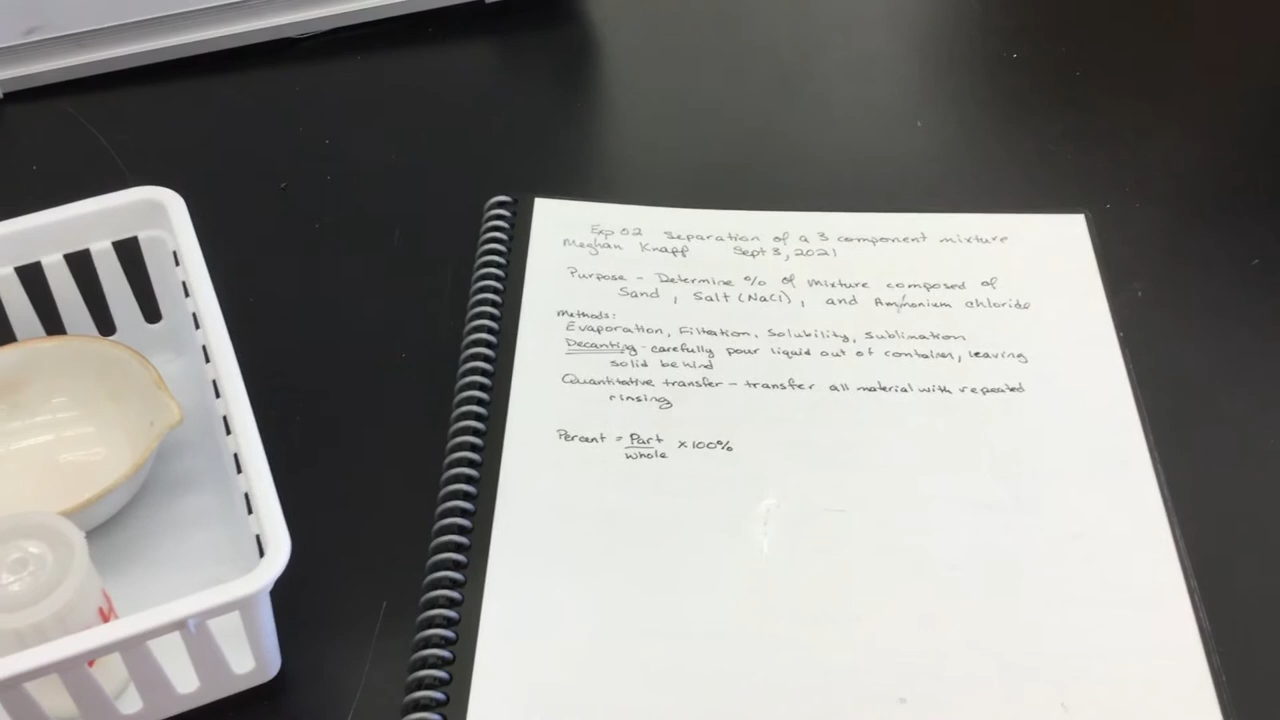 Exp 02 Separation of a 3 component mixture
Meghan Knapp Sept 3, 2021
Purpose - Determine % of mixture composed of
Sand, Salt (NaCl), and Ammonium chloride
Methods:
Evaporation, Filtation, Solubility, Sublimation
Decanting - carefully pour liquid out of container, leaving
solid behind
Quantitative transfer - transfer all material with repeated
rinsing
Percent = Part × 100%
whole